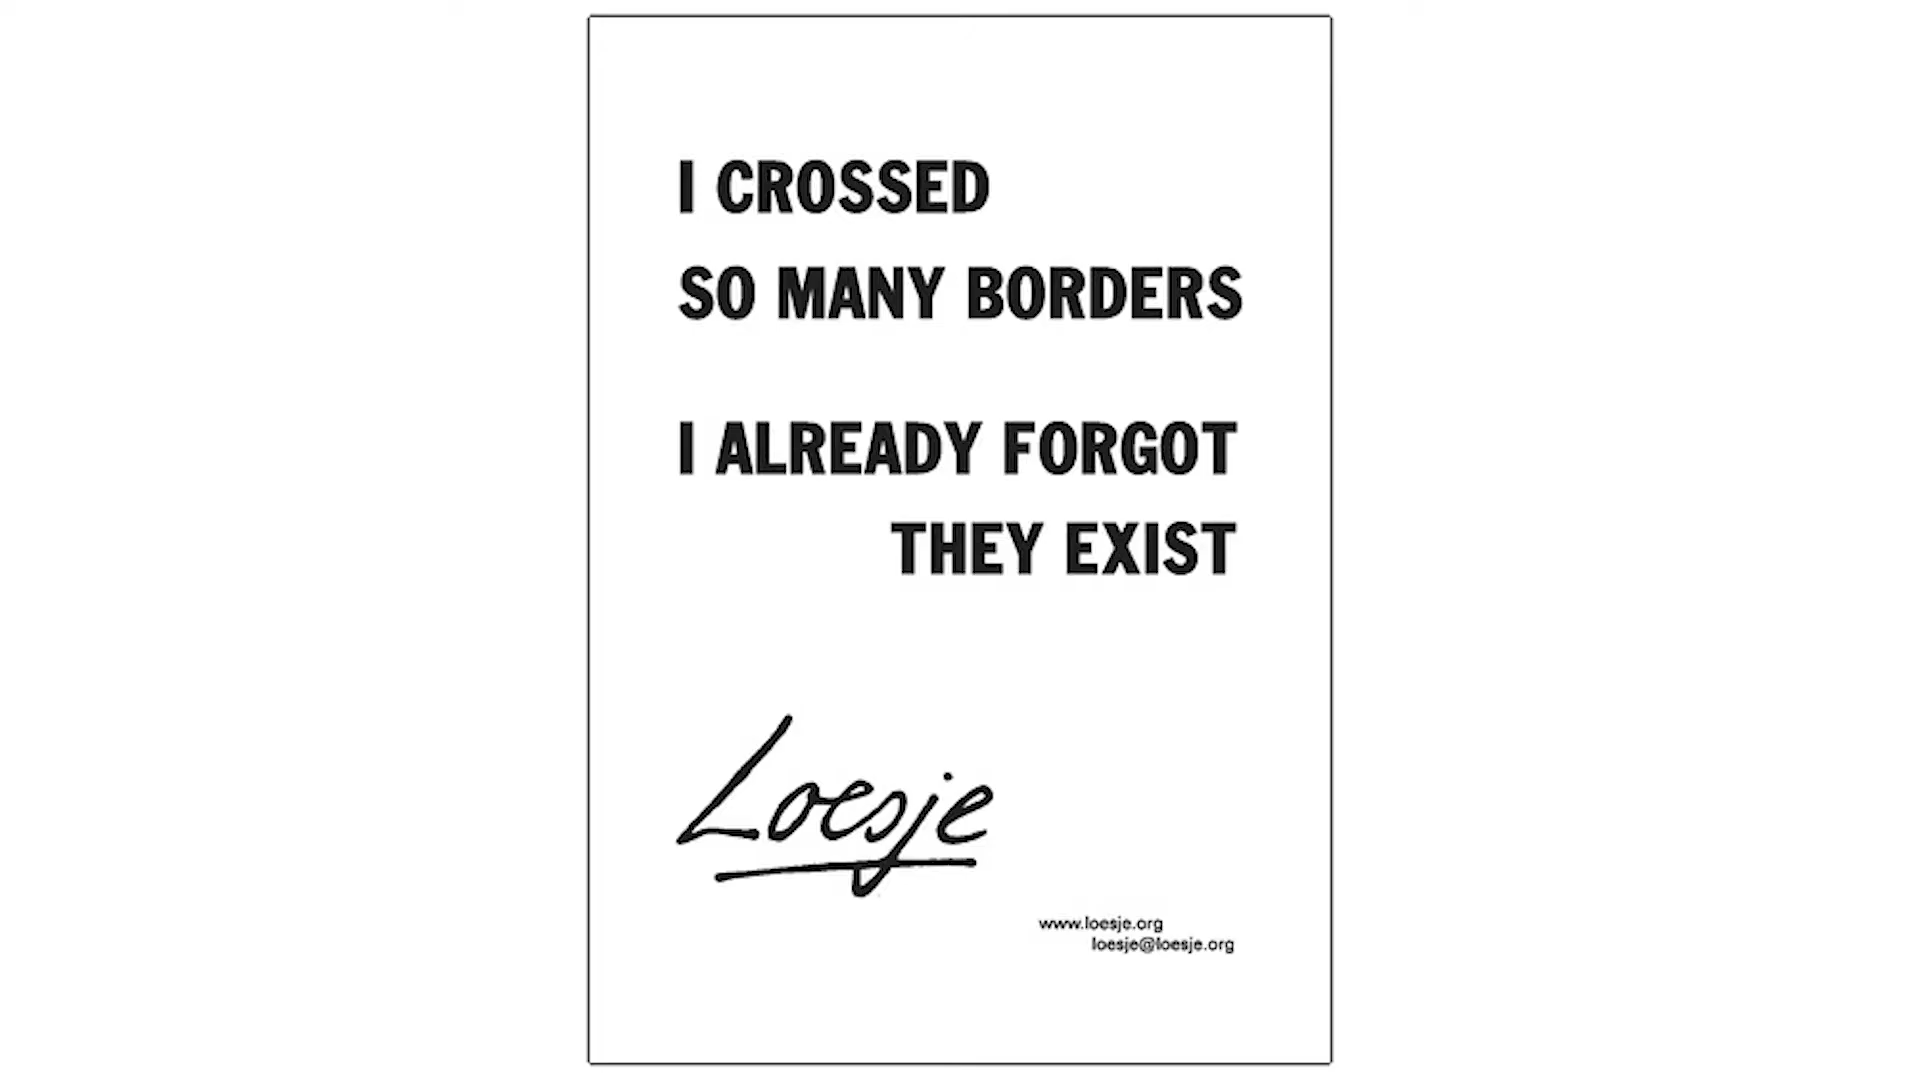 I CROSSED
SO MANY BORDERS
I ALREADY FORGOT
THEY EXIST
Loesje
www.loesje.org
loesje@loesje.org